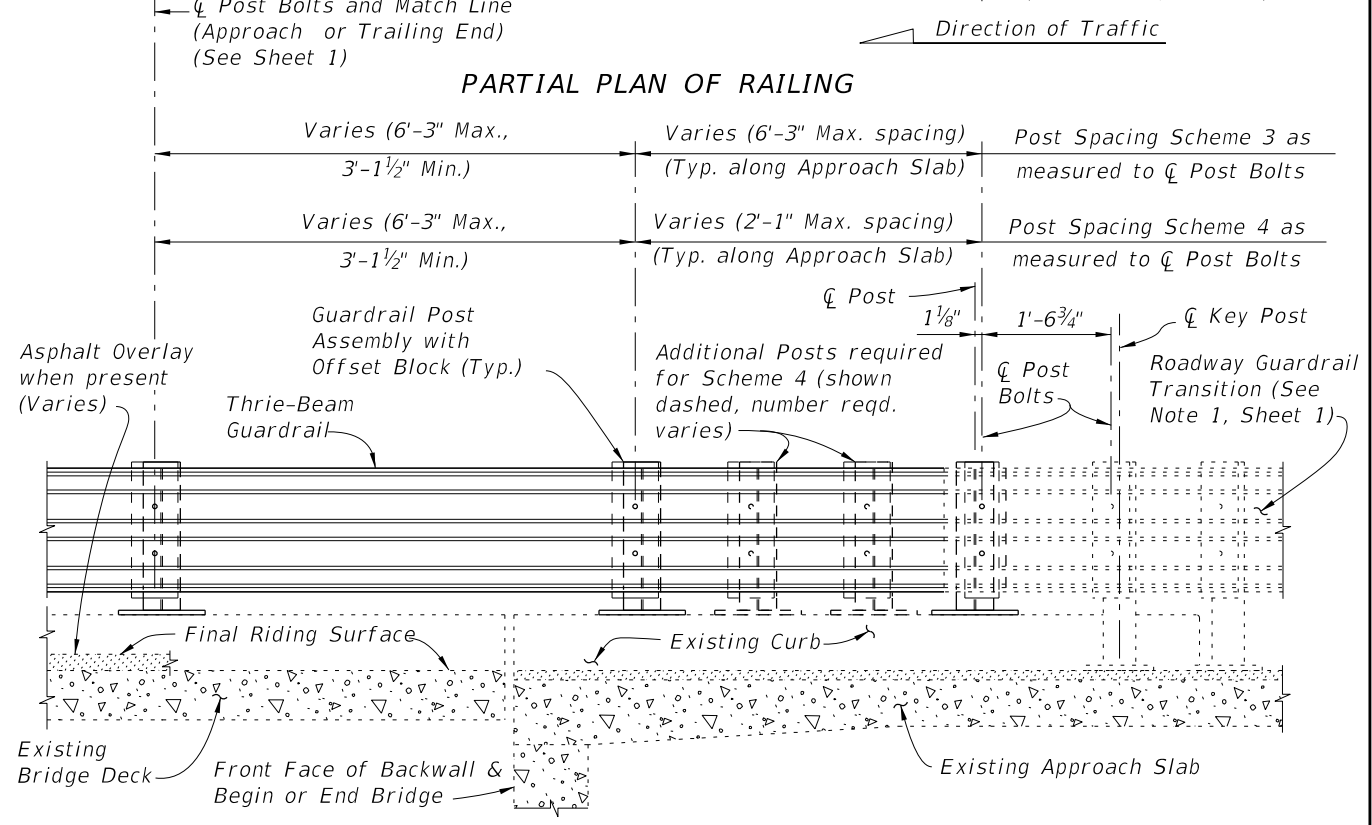 ℄ Post Bolts and Match Line
(Approach or Trailing End)
(See Sheet 1)
Direction of Traffic
PARTIAL PLAN OF RAILING
Varies (6'-3" Max.,
3'-1½" Min.)
Varies (6'-3" Max. spacing)
(Typ. along Approach Slab)
Post Spacing Scheme 3 as
measured to ℄ Post Bolts
Varies (6'-3" Max.,
3'-1½" Min.)
Varies (2'-1" Max. spacing)
(Typ. along Approach Slab)
Post Spacing Scheme 4 as
measured to ℄ Post Bolts
℄ Post
1⅛"
1'-6¾"
℄ Key Post
Guardrail Post
Assembly with
Offset Block (Typ.)
Asphalt Overlay
when present
(Varies)
Thrie-Beam
Guardrail
Additional Posts required
for Scheme 4 (shown
dashed, number reqd.
varies)
℄ Post
Bolts
Roadway Guardrail
Transition (See
Note 1, Sheet 1)
Final Riding Surface
Existing Curb
Existing
Bridge Deck
Front Face of Backwall &
Begin or End Bridge
Existing Approach Slab